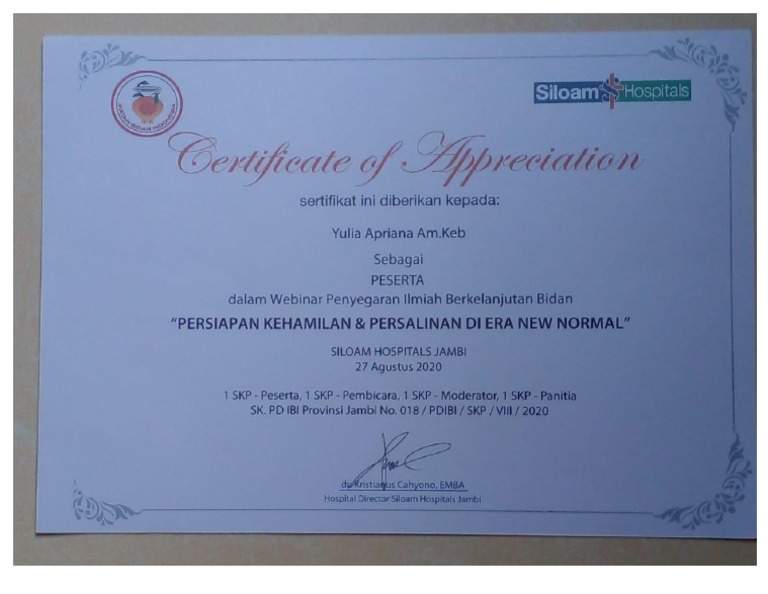 IKATAN BIDAN INDONESIA
Siloam Hospitals
Certificate of Appreciation
sertifikat ini diberikan kepada:
Yulia Apriana Am.Keb
Sebagai
PESERTA
dalam Webinar Penyegaran Ilmiah Berkelanjutan Bidan
“PERSIAPAN KEHAMILAN & PERSALINAN DI ERA NEW NORMAL”
SILOAM HOSPITALS JAMBI
27 Agustus 2020
1 SKP - Peserta, 1 SKP - Pembicara, 1 SKP - Moderator, 1 SKP - Panitia
SK. PD IBI Provinsi Jambi No. 018 / PDIBI / SKP / VIII / 2020
dr. Kristianus Cahyono, EMBA
Hospital Director Siloam Hospitals Jambi